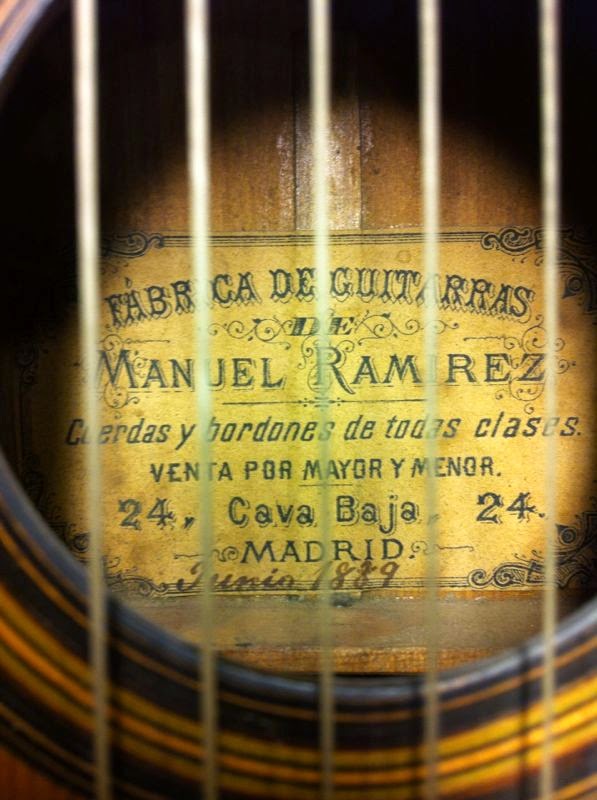 FÁBRICA DE GUITARRAS
DE
MANUEL RAMIREZ
Cuerdas y bordones de todas clases.
VENTA POR MAYOR Y MENOR.
24, Cava Baja, 24.
MADRID.
Junio 1889